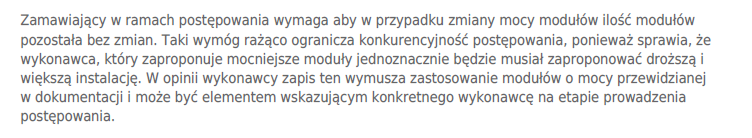 Zamawiający w ramach postępowania wymaga aby w przypadku zmiany mocy modułów ilość modułów
pozostała bez zmian. Taki wymóg rażąco ogranicza konkurencyjność postępowania, ponieważ sprawia, że
wykonawca, który zaproponuje mocniejsze moduły jednoznacznie będzie musiał zaproponować droższą i
większą instalację. W opinii wykonawcy zapis ten wymusza zastosowanie modułów o mocy przewidzianej
w dokumentacji i może być elementem wskazującym konkretnego wykonawcę na etapie prowadzenia
postępowania.